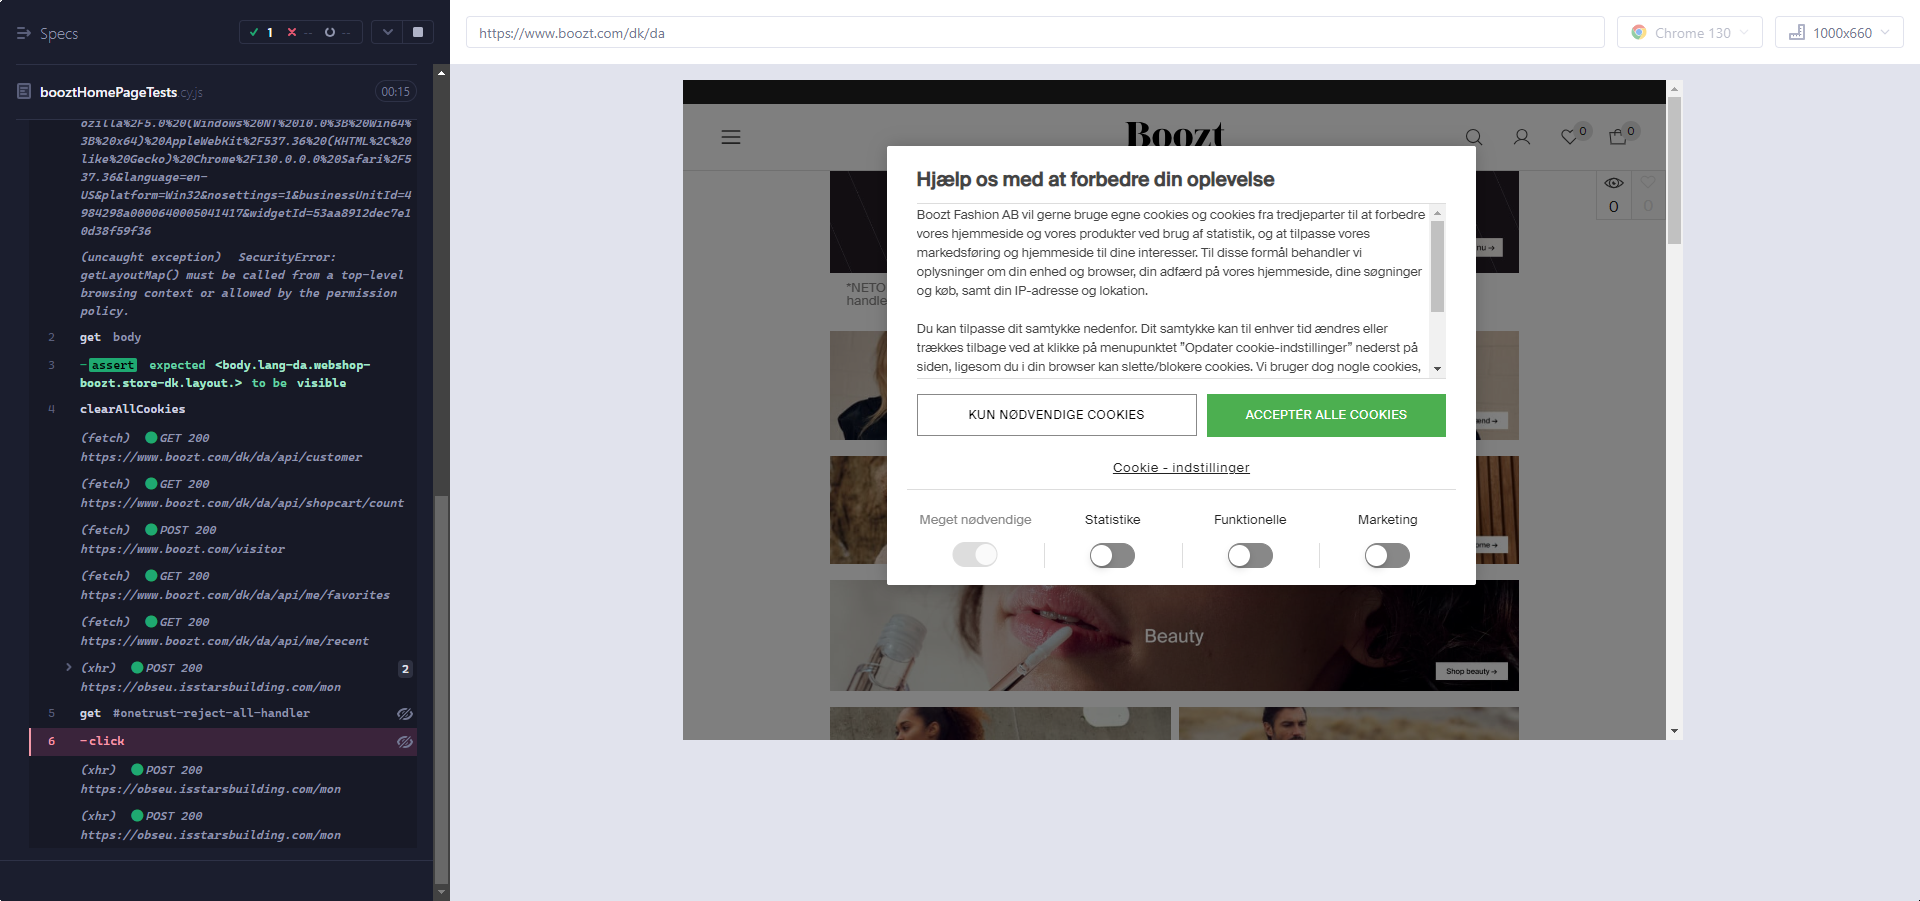 Specs
1
--
--
https://www.boozt.com/dk/da
Chrome 130
1000x660
booztHomePageTests.cy.js
00:15
ozilla%2F5.0%20(Windows%20NT%2010.0%3B%20Win64%
3B%20x64)%20AppleWebKit%2F537.36%20(KHTML%2C%20
like%20Gecko)%20Chrome%2F130.0.0.0%20Safari%2F5
37.36&language=en-
US&platform=Win32&nosettings=1&businessUnitId=4
984298a0000640005041417&widgetId=53aa8912dec7e1
0d38f59f36
(uncaught exception) SecurityError:
getLayoutMap() must be called from a top-level
browsing context or allowed by the permission
policy.
2 get body
3 -assert expected <body.lang-da.webshop-
boozt.store-dk.layout.> to be visible
4 clearAllCookies
(fetch) GET 200
https://www.boozt.com/dk/da/api/customer
(fetch) GET 200
https://www.boozt.com/dk/da/api/shopcart/count
(fetch) POST 200
https://www.boozt.com/visitor
(fetch) GET 200
https://www.boozt.com/dk/da/api/me/favorites
(fetch) GET 200
https://www.boozt.com/dk/da/api/me/recent
(xhr) POST 200 2
https://obseu.isstarsbuilding.com/mon
5 get #onetrust-reject-all-handler
6 -click
(xhr) POST 200
https://obseu.isstarsbuilding.com/mon
(xhr) POST 200
https://obseu.isstarsbuilding.com/mon
Boozt
0
0
0
0
nu →
*NETO
handle
Hjælp os med at forbedre din oplevelse
Boozt Fashion AB vil gerne bruge egne cookies og cookies fra tredjeparter til at forbedre
vores hjemmeside og vores produkter ved brug af statistik, og at tilpasse vores
markedsføring og hjemmeside til dine interesser. Til disse formål behandler vi
oplysninger om din enhed og browser, din adfærd på vores hjemmeside, dine søgninger
og køb, samt din IP-adresse og lokation.
Du kan tilpasse dit samtykke nedenfor. Dit samtykke kan til enhver tid ændres eller
trækkes tilbage ved at klikke på menupunktet ”Opdater cookie-indstillinger” nederst på
siden, ligesom du i din browser kan slette/blokere cookies. Vi bruger dog nogle cookies,
KUN NØDVENDIGE COOKIES
ACCEPTÉR ALLE COOKIES
Cookie - indstillinger
Meget nødvendige
Statistike
Funktionelle
Marketing
end →
ome →
Beauty
Shop beauty →